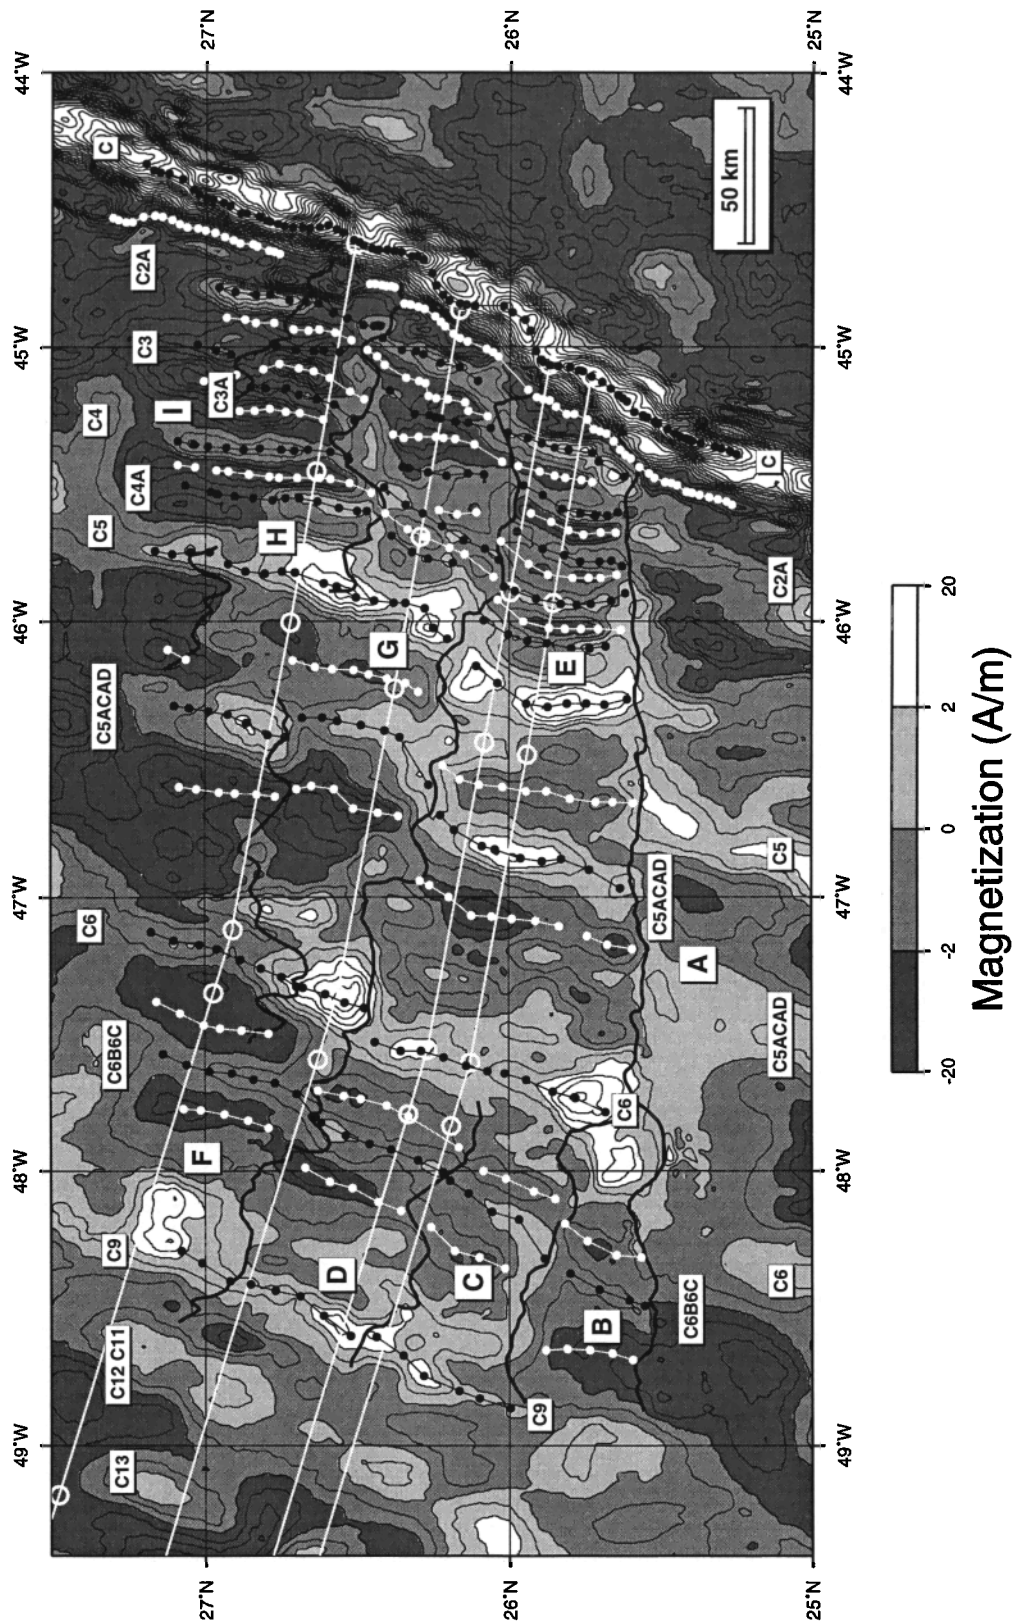 49°W 48°W 47°W 46°W 45°W 44°W
C13 C12 C11 C9 C6B6C C6 C5ACAD C5 C4A C4 C3 C2A C
F I
27°N C3A 27°N
H
D G
C
26°N 26°N
C9 E
B C6
C6B6C C5ACAD
A
50 km
C
C6 C5ACAD C5 C2A
25°N 25°N
49°W 48°W 47°W 46°W 45°W 44°W
-20 -2 0 2 20
Magnetization (A/m)